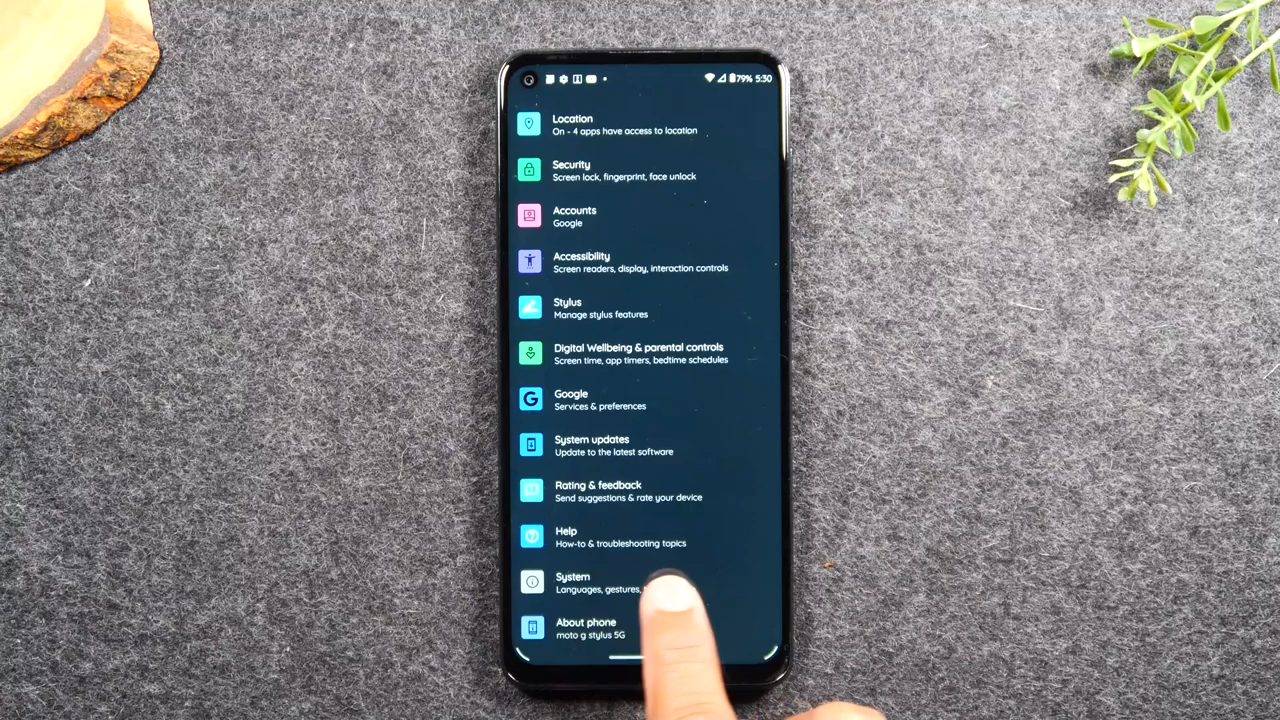 79% 5:30
Location
On - 4 apps have access to location
Security
Screen lock, fingerprint, face unlock
Accounts
Google
Accessibility
Screen readers, display, interaction controls
Stylus
Manage stylus features
Digital Wellbeing & parental controls
Screen time, app timers, bedtime schedules
Google
Services & preferences
System updates
Update to the latest software
Rating & feedback
Send suggestions & rate your device
Help
How-to & troubleshooting topics
System
Languages, gestures,
About phone
moto g stylus 5G